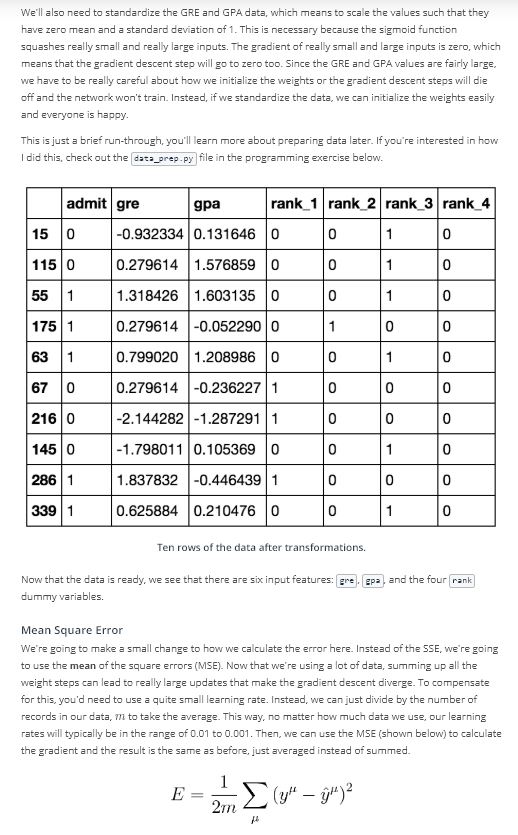 We'll also need to standardize the GRE and GPA data, which means to scale the values such that they
have zero mean and a standard deviation of 1. This is necessary because the sigmoid function
squashes really small and really large inputs. The gradient of really small and large inputs is zero, which
means that the gradient descent step will go to zero too. Since the GRE and GPA values are fairly large,
we have to be really careful about how we initialize the weights or the gradient descent steps will die
off and the network won't train. Instead, if we standardize the data, we can initialize the weights easily
and everyone is happy.
This is just a brief run-through, you'll learn more about preparing data later. If you're interested in how
I did this, check out the data_prep.py file in the programming exercise below.
admit gre gpa rank_1 rank_2 rank_3 rank_4
15 0 -0.932334 0.131646 0 0 1 0
115 0 0.279614 1.576859 0 0 1 0
55 1 1.318426 1.603135 0 0 1 0
175 1 0.279614 -0.052290 0 1 0 0
63 1 0.799020 1.208986 0 0 1 0
67 0 0.279614 -0.236227 1 0 0 0
216 0 -2.144282 -1.287291 1 0 0 0
145 0 -1.798011 0.105369 0 0 1 0
286 1 1.837832 -0.446439 1 0 0 0
339 1 0.625884 0.210476 0 0 1 0
Ten rows of the data after transformations.
Now that the data is ready, we see that there are six input features: gre, gpa, and the four rank
dummy variables.
Mean Square Error
We're going to make a small change to how we calculate the error here. Instead of the SSE, we're going
to use the mean of the square errors (MSE). Now that we're using a lot of data, summing up all the
weight steps can lead to really large updates that make the gradient descent diverge. To compensate
for this, you'd need to use a quite small learning rate. Instead, we can just divide by the number of
records in our data, m to take the average. This way, no matter how much data we use, our learning
rates will typically be in the range of 0.01 to 0.001. Then, we can use the MSE (shown below) to calculate
the gradient and the result is the same as before, just averaged instead of summed.
E = 1/2m ∑μ (y^μ − ŷ^μ)²